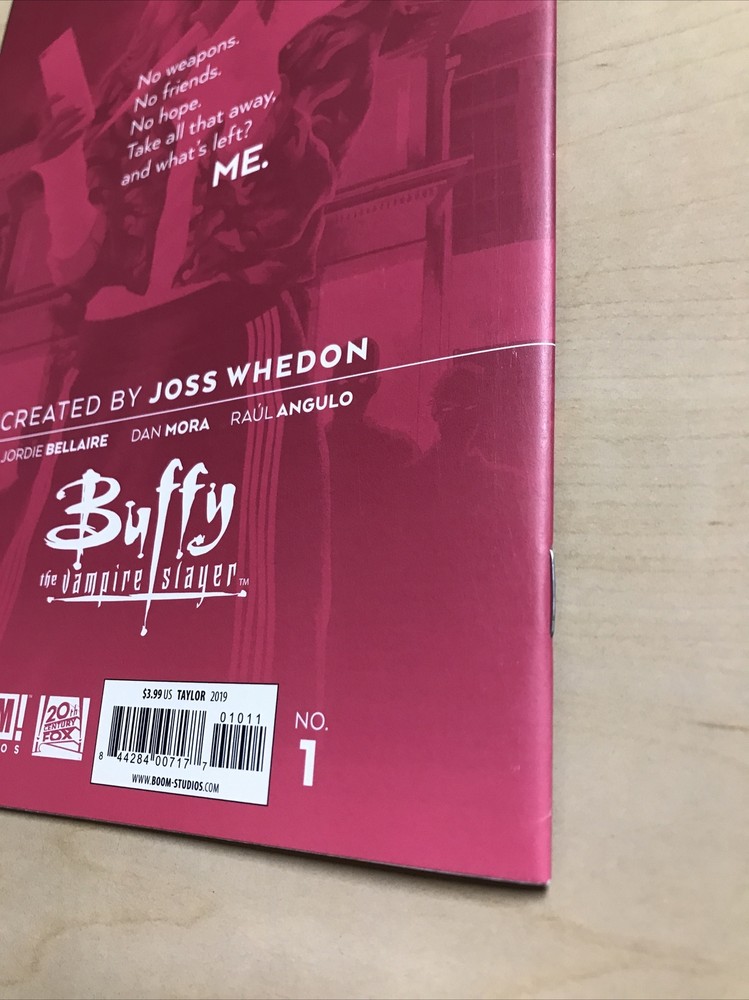 No weapons.
No friends.
No hope.
Take all that away,
and what's left?
ME.
CREATED BY JOSS WHEDON
JORDIE BELLAIRE DAN MORA RAÚL ANGULO
Buffy
the vampire slayer™
20th
CENTURY
FOX
$3.99 US TAYLOR 2019
01011
8 44284 00717 7
WWW.BOOM-STUDIOS.COM
NO.
1